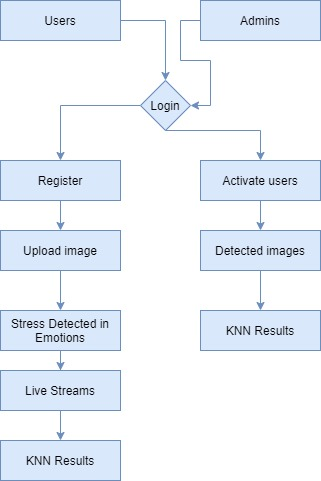 Users
Admins
Login
Register
Activate users
Upload image
Detected images
Stress Detected in
Emotions
KNN Results
Live Streams
KNN Results